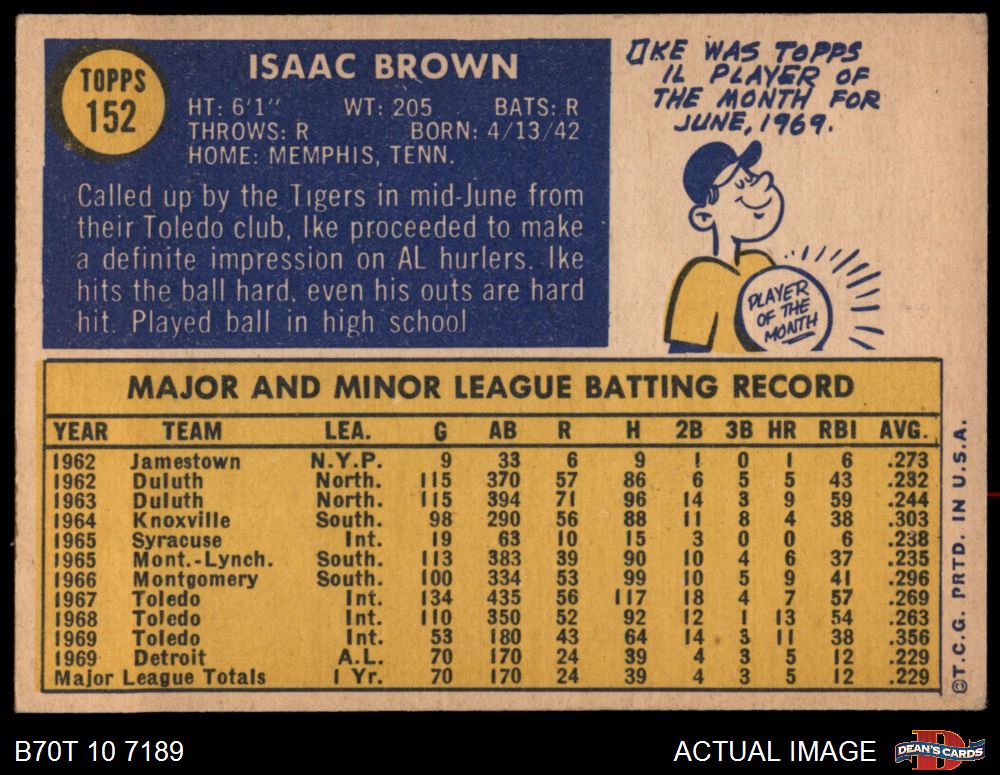 TOPPS
152
ISAAC BROWN
HT: 6'1" WT: 205 BATS: R
THROWS: R BORN: 4/13/42
HOME: MEMPHIS, TENN.
Called up by the Tigers in mid-June from
their Toledo club, Ike proceeded to make
a definite impression on AL hurlers. Ike
hits the ball hard, even his outs are hard
hit. Played ball in high school
IKE WAS TOPPS
IL PLAYER OF
THE MONTH FOR
JUNE, 1969.
PLAYER
OF THE
MONTH
MAJOR AND MINOR LEAGUE BATTING RECORD
YEAR TEAM LEA. G AB R H 2B 3B HR RBI AVG.
1962 Jamestown N.Y.P. 9 33 6 9 1 0 1 6 .273
1962 Duluth North. 115 370 57 86 6 5 5 43 .232
1963 Duluth North. 115 394 71 96 14 3 9 59 .244
1964 Knoxville South. 98 290 56 88 11 8 4 38 .303
1965 Syracuse Int. 19 63 10 15 3 0 0 6 .238
1965 Mont.-Lynch. South. 113 383 39 90 10 4 6 37 .235
1966 Montgomery South. 100 334 53 99 10 5 9 41 .296
1967 Toledo Int. 134 435 56 117 18 4 7 57 .269
1968 Toledo Int. 110 350 52 92 12 1 13 54 .263
1969 Toledo Int. 53 180 43 64 14 3 11 38 .356
1969 Detroit A.L. 70 170 24 39 4 3 5 12 .229
Major League Totals 1 Yr. 70 170 24 39 4 3 5 12 .229
©T.C.G. PRTD. IN U.S.A.
B70T 10 7189
ACTUAL IMAGE
DEAN'S CARDS